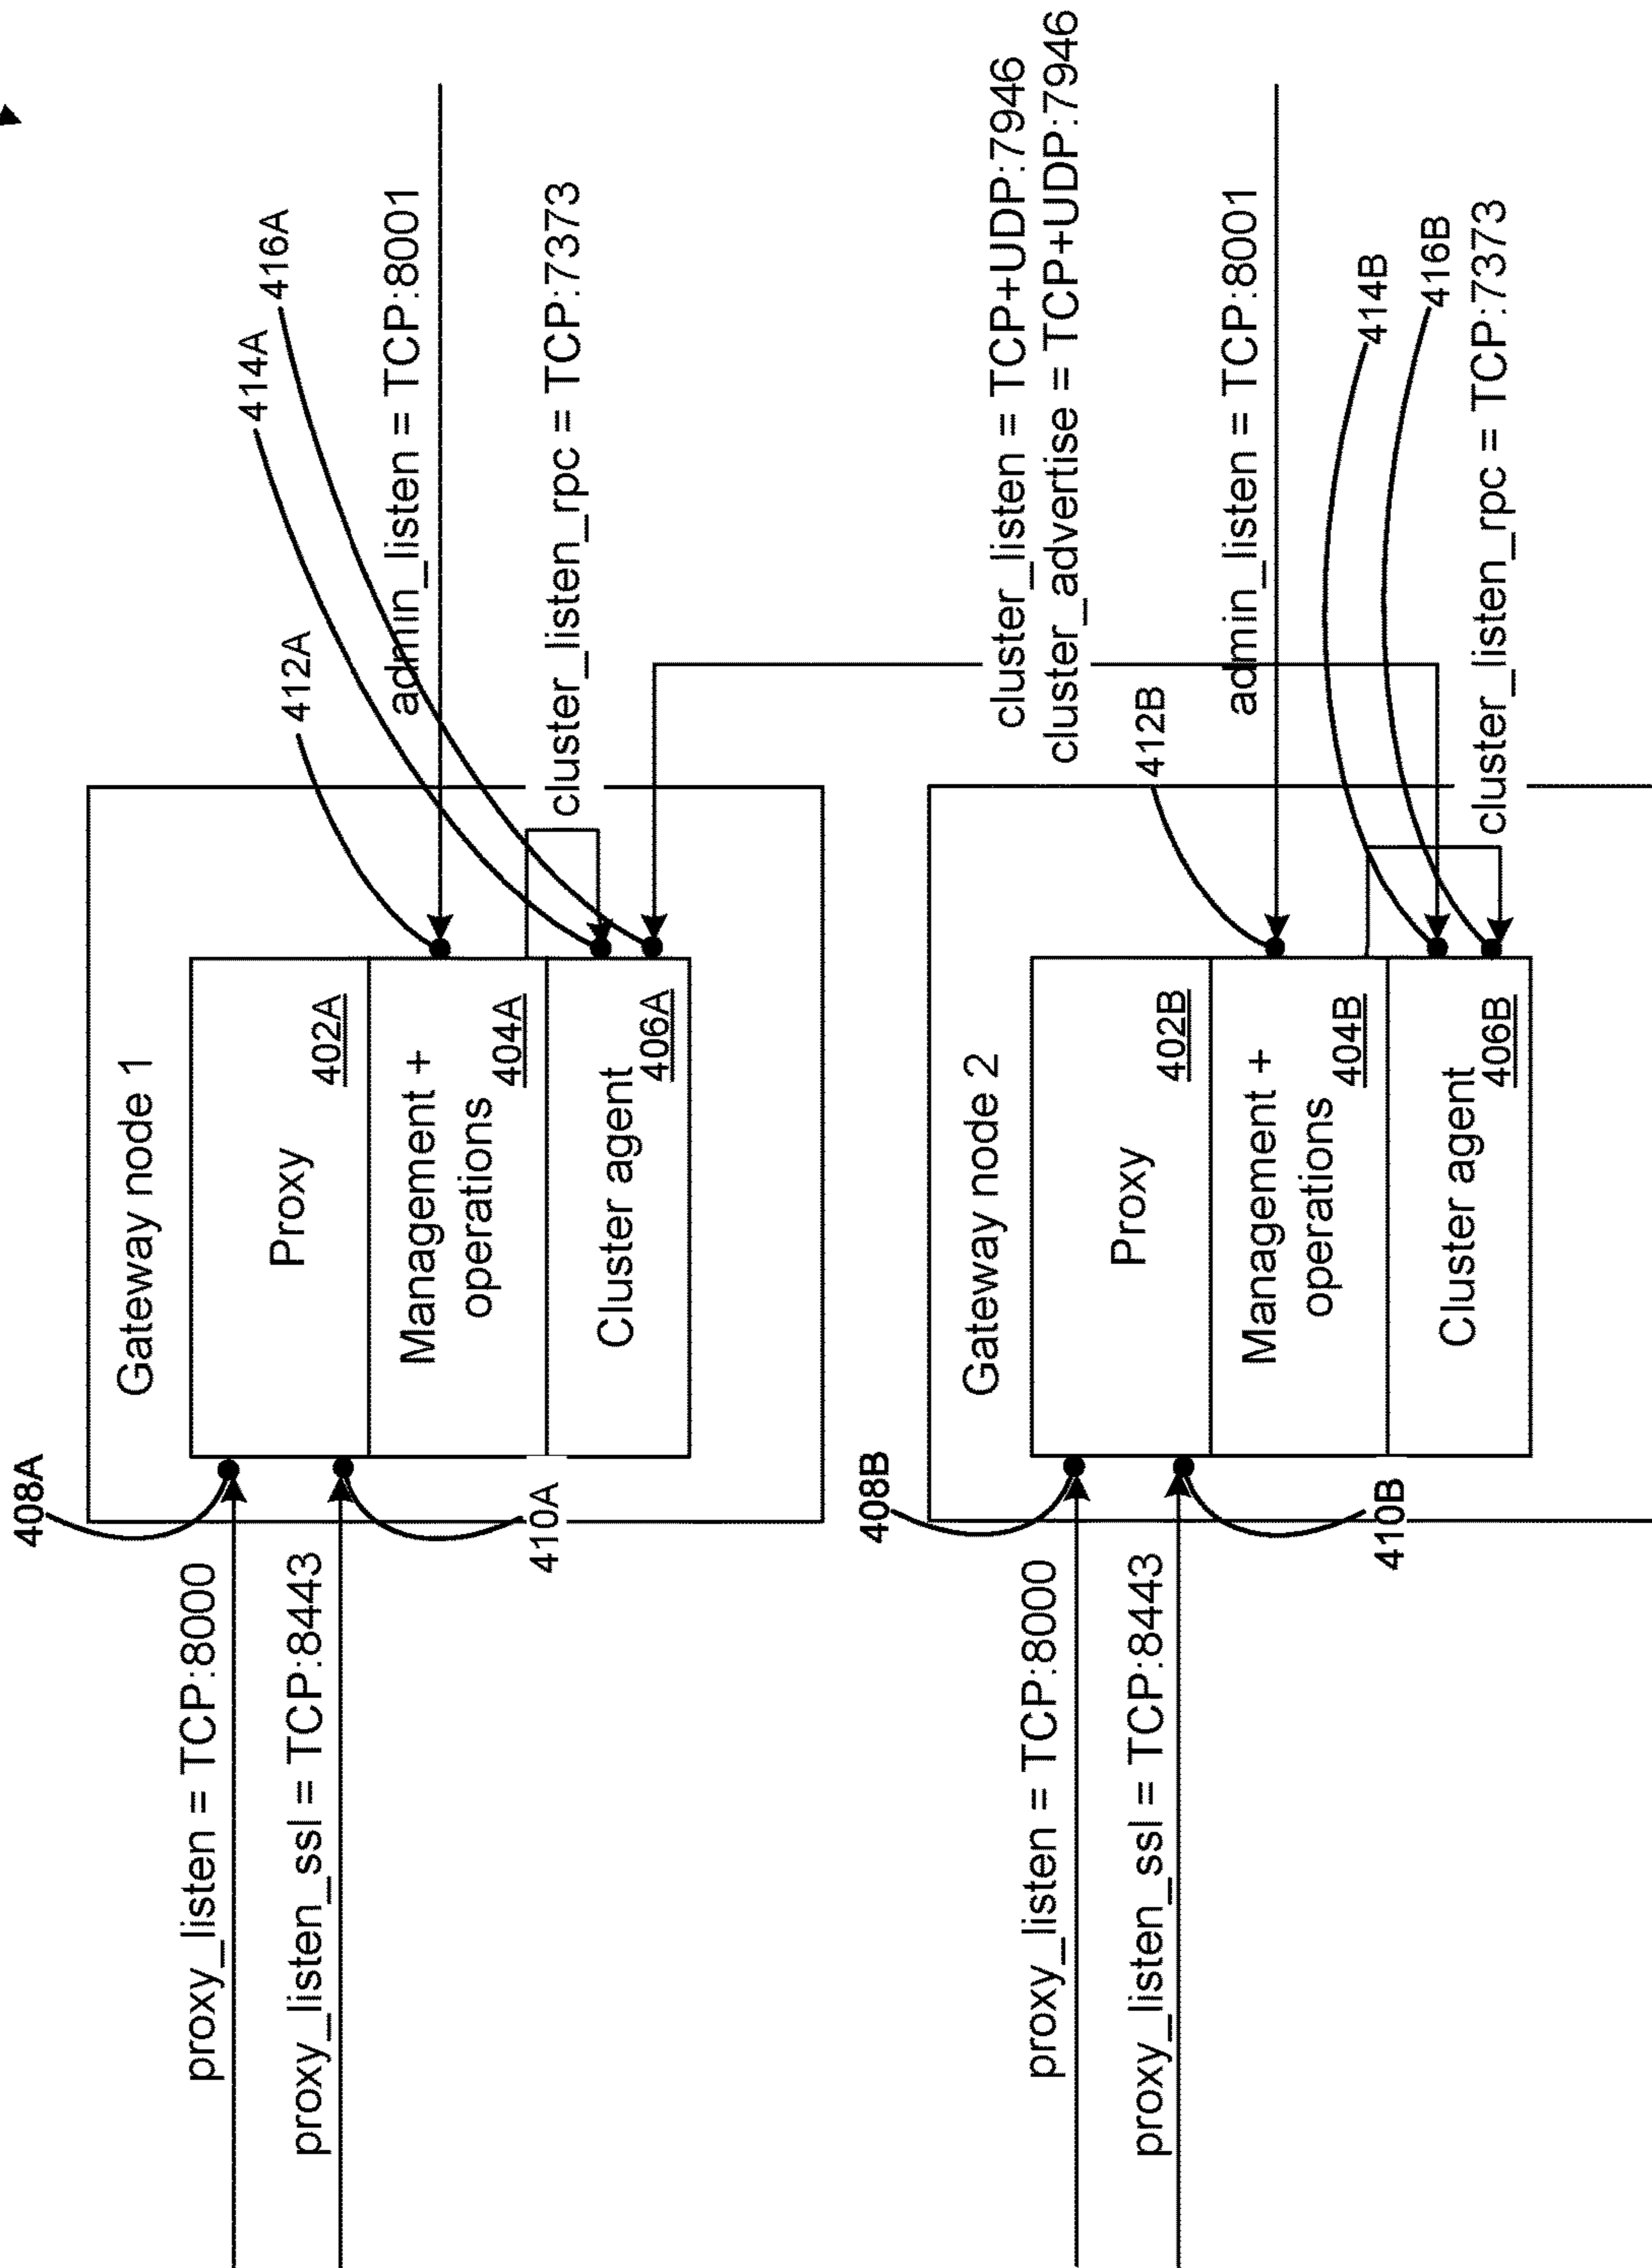 408A
proxy_listen = TCP:8000
proxy_listen_ssl = TCP:8443
410A
Gateway node 1
Proxy
402A
Management +
operations
404A
Cluster agent
406A
412A
414A
416A
admin_listen = TCP:8001
cluster_listen_rpc = TCP:7373
cluster_listen = TCP+UDP:7946
cluster_advertise = TCP+UDP:7946
408B
proxy_listen = TCP:8000
proxy_listen_ssl = TCP:8443
410B
Gateway node 2
Proxy
402B
Management +
operations
404B
Cluster agent
406B
412B
admin_listen = TCP:8001
414B
416B
cluster_listen_rpc = TCP:7373